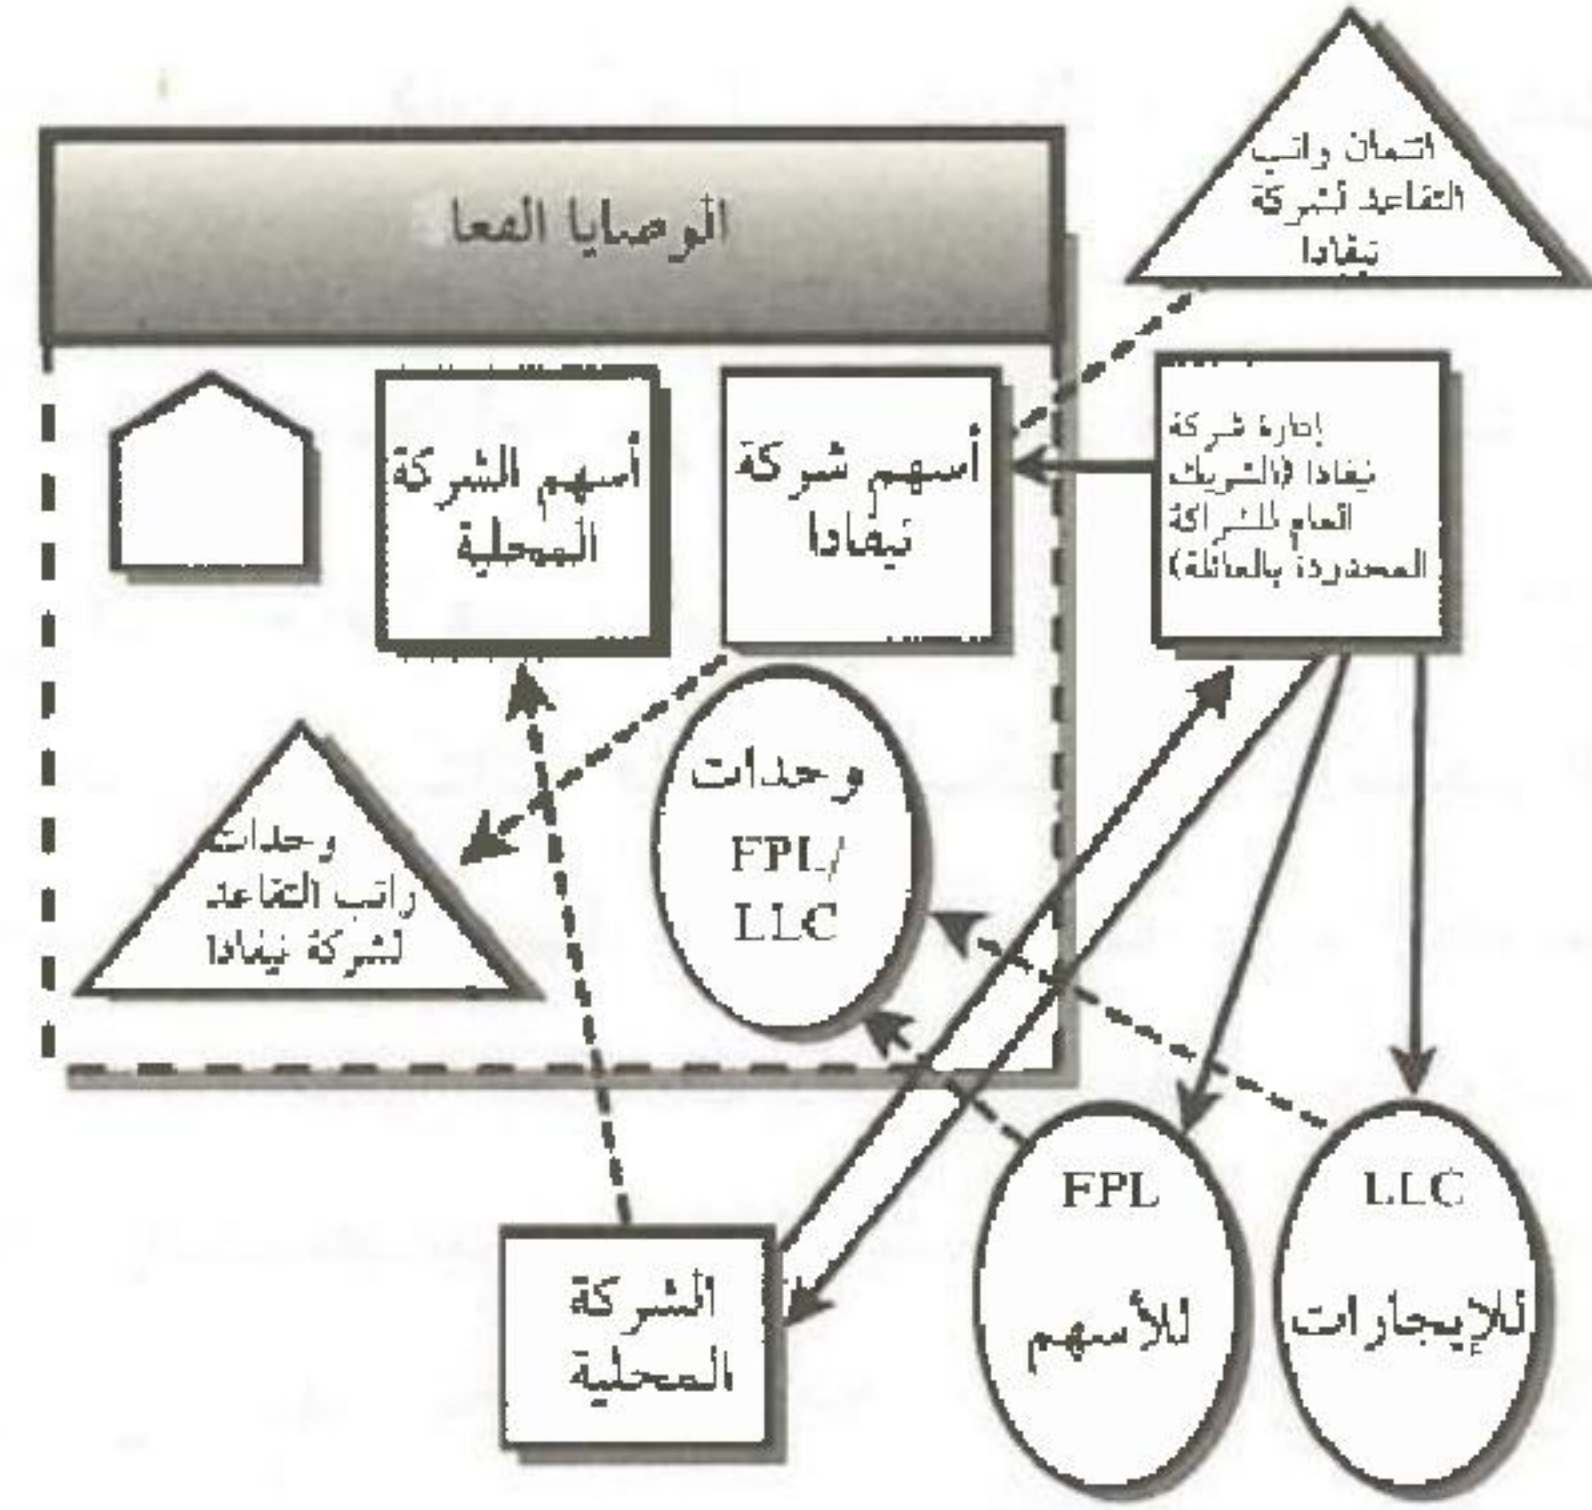 الوصايا الفعا
ائتمان راتب
التقاعد لشركة
نيفادا
أسهم الشركة
المحلية
أسهم شركة
نيفادا
إدارة شركة
نيفادا (الشريك
العام للشراكة
المحدودة بالعائلة)
وحدات
راتب التقاعد
لشركة نيفادا
وحدات
FPL/
LLC
الشركة
المحلية
FPL
للأسهم
LLC
للإيجارات